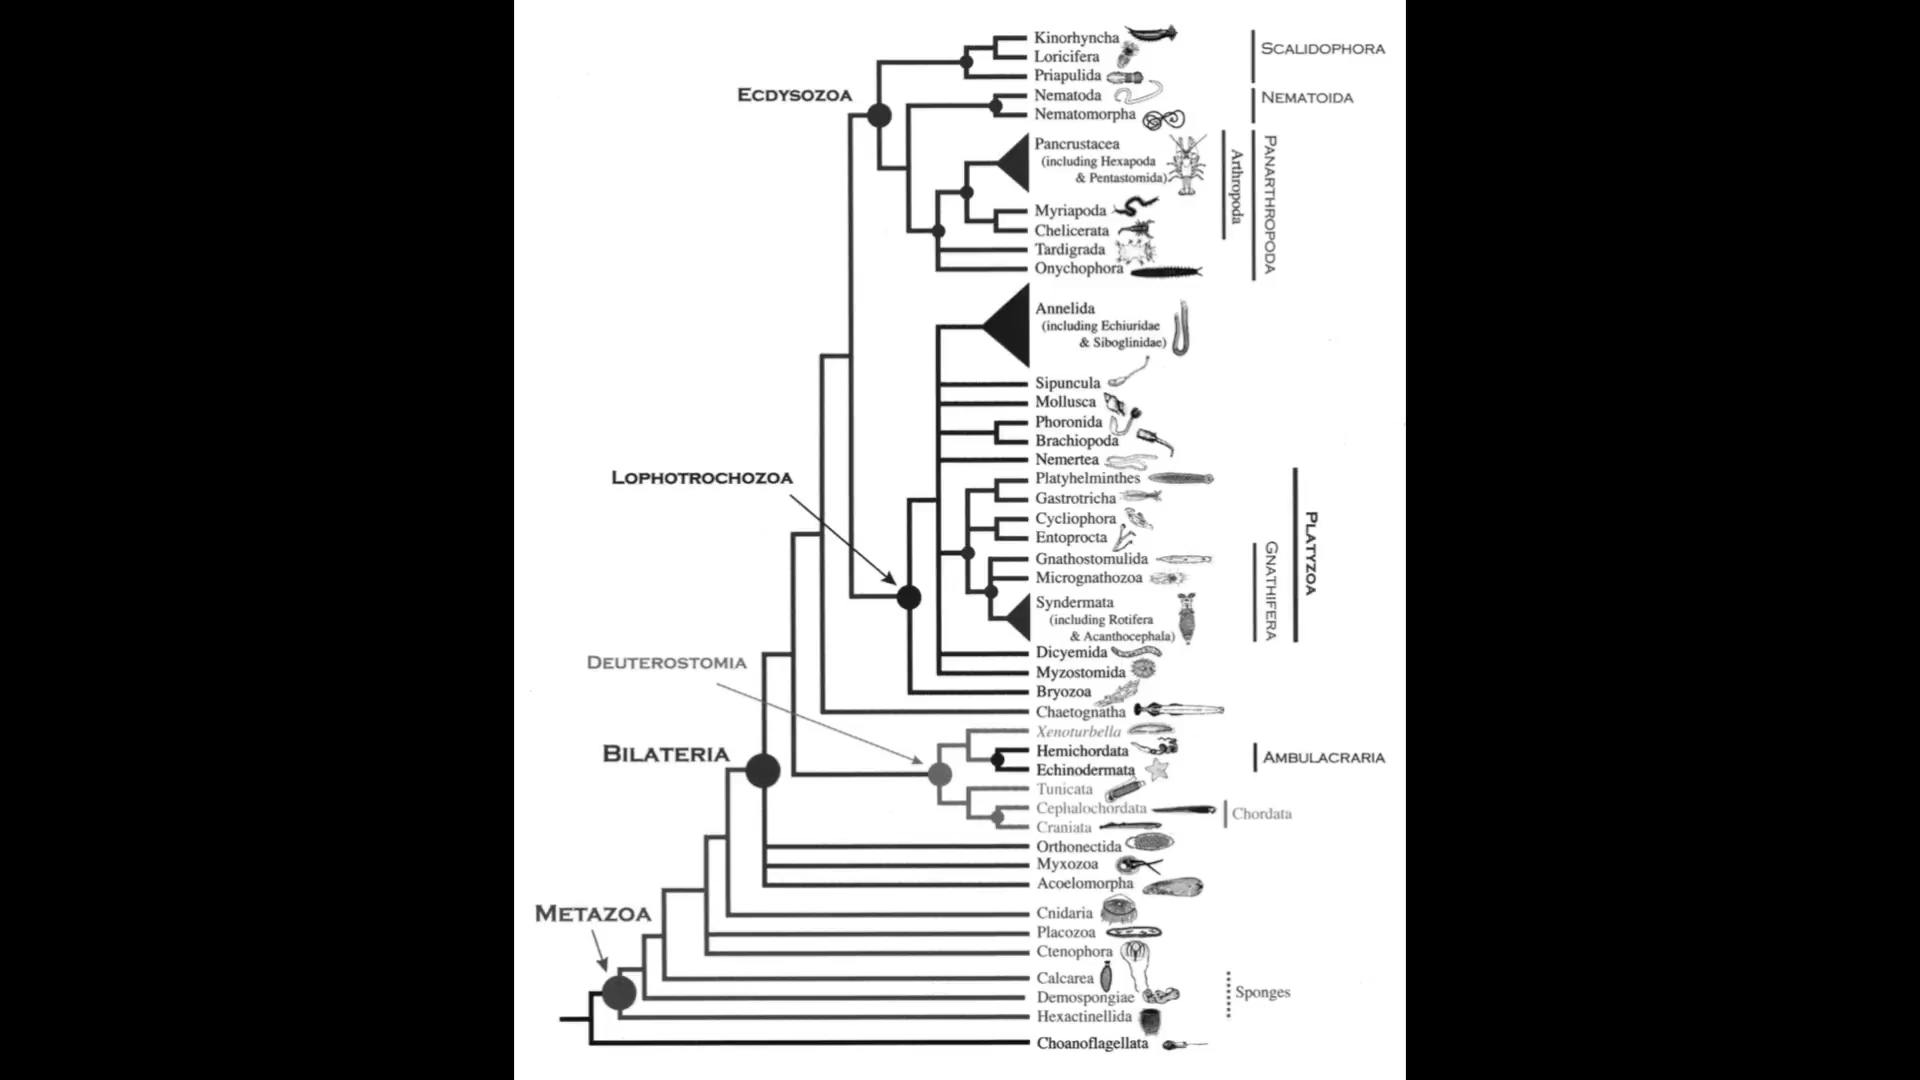 Kinorhyncha
Loricifera
SCALIDOPHORA
Priapulida
ECDYSOZOA
Nematoda
NEMATOIDA
Nematomorpha
Pancrustacea
(including Hexapoda
& Pentastomida)
Arthropoda
PANARTHROPODA
Myriapoda
Chelicerata
Tardigrada
Onychophora
Annelida
(including Echiuridae
& Siboglinidae)
Sipuncula
Mollusca
Phoronida
Brachiopoda
Nemertea
LOPHOTROCHOZOA
Platyhelminthes
Gastrotricha
Cycliophora
Entoprocta
PLATYZOA
Gnathostomulida
Micrognathozoa
GNATHIFERA
Syndermata
(including Rotifera
& Acanthocephala)
Dicyemida
DEUTEROSTOMIA
Myzostomida
Bryozoa
Chaetognatha
Xenoturbella
Hemichordata
BILATERIA
AMBULACRARIA
Echinodermata
Tunicata
Cephalochordata
Chordata
Craniata
Orthonectida
Myxozoa
Acoelomorpha
METAZOA
Cnidaria
Placozoa
Ctenophora
Calcarea
Sponges
Demospongiae
Hexactinellida
Choanoflagellata